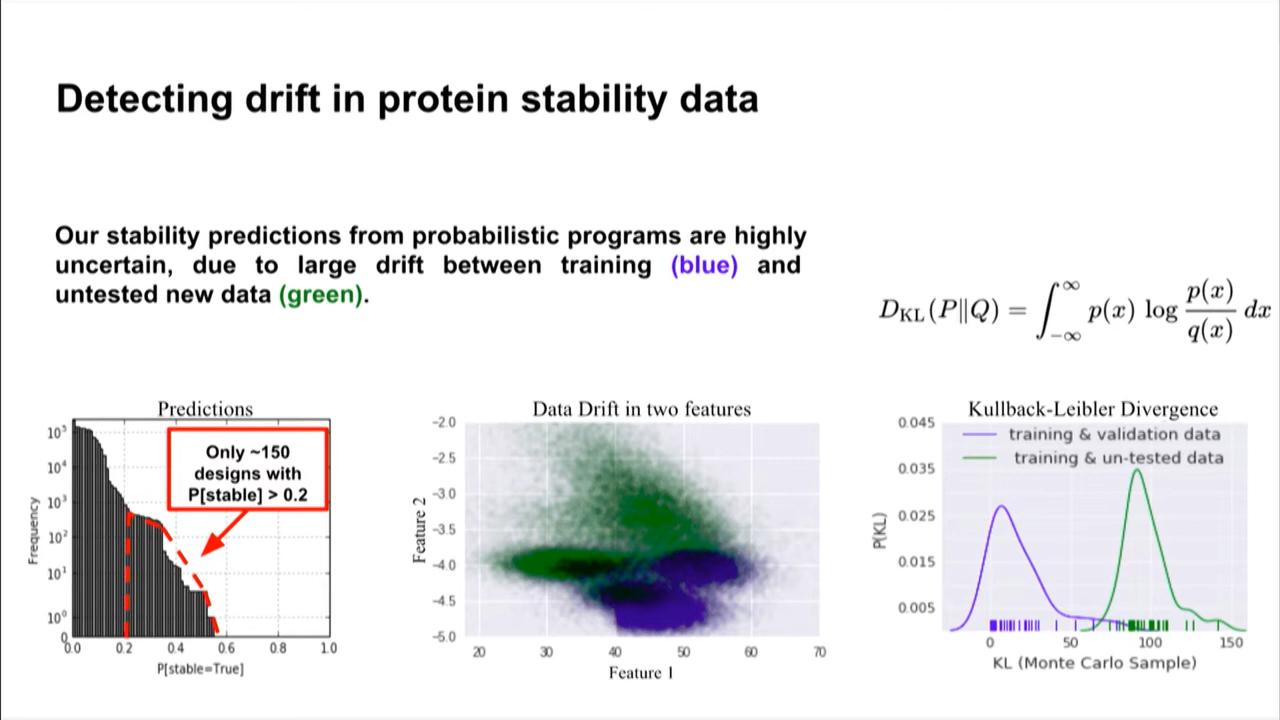 Detecting drift in protein stability data
Our stability predictions from probabilistic programs are highly
uncertain, due to large drift between training (blue) and
untested new data (green).
D_KL(P||Q) = ∫_{-∞}^{∞} p(x) log p(x)/q(x) dx
Predictions
Only ~150
designs with
P[stable] > 0.2
Frequency
10^5
10^4
10^3
10^2
10^1
10^0
0
0.0 0.2 0.4 0.6 0.8 1.0
P[stable=True]
Data Drift in two features
Feature 2
-2.0
-2.5
-3.0
-3.5
-4.0
-4.5
-5.0
20 30 40 50 60 70
Feature 1
Kullback-Leibler Divergence
training & validation data
training & un-tested data
P(KL)
0.045
0.035
0.025
0.015
0.005
0 50 100 150
KL (Monte Carlo Sample)